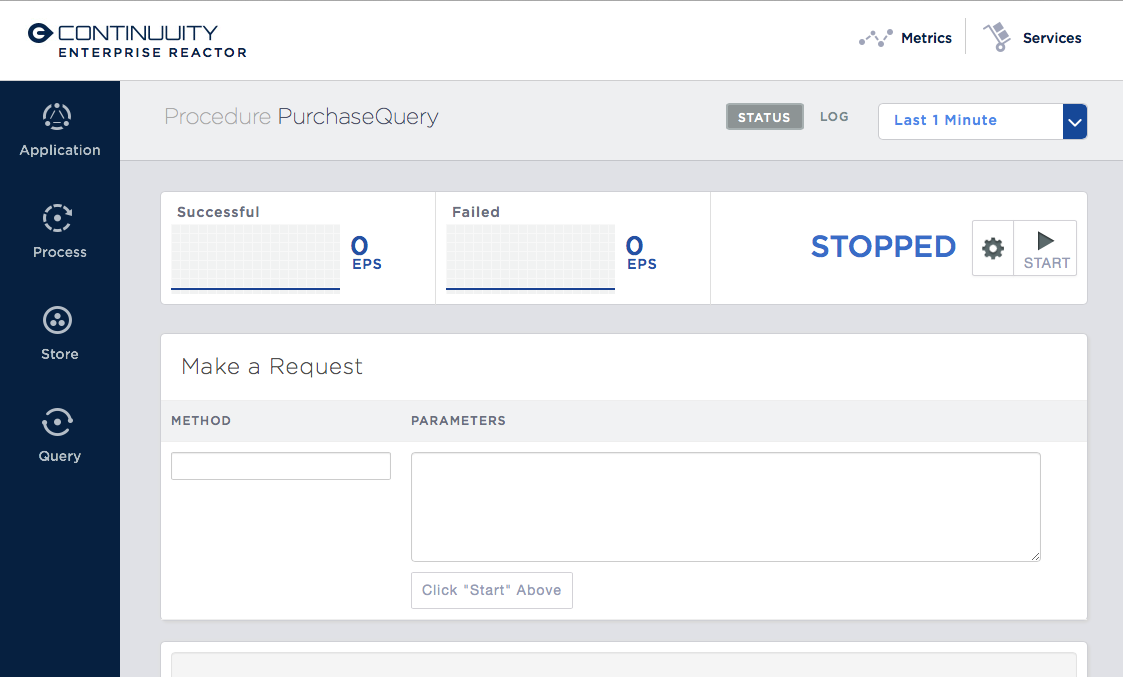 CONTINUUITY
ENTERPRISE REACTOR
Metrics
Services
Application
Process
Store
Query
Procedure PurchaseQuery
STATUS
LOG
Last 1 Minute
Successful
0
EPS
Failed
0
EPS
STOPPED
START
Make a Request
METHOD
PARAMETERS
Click "Start" Above